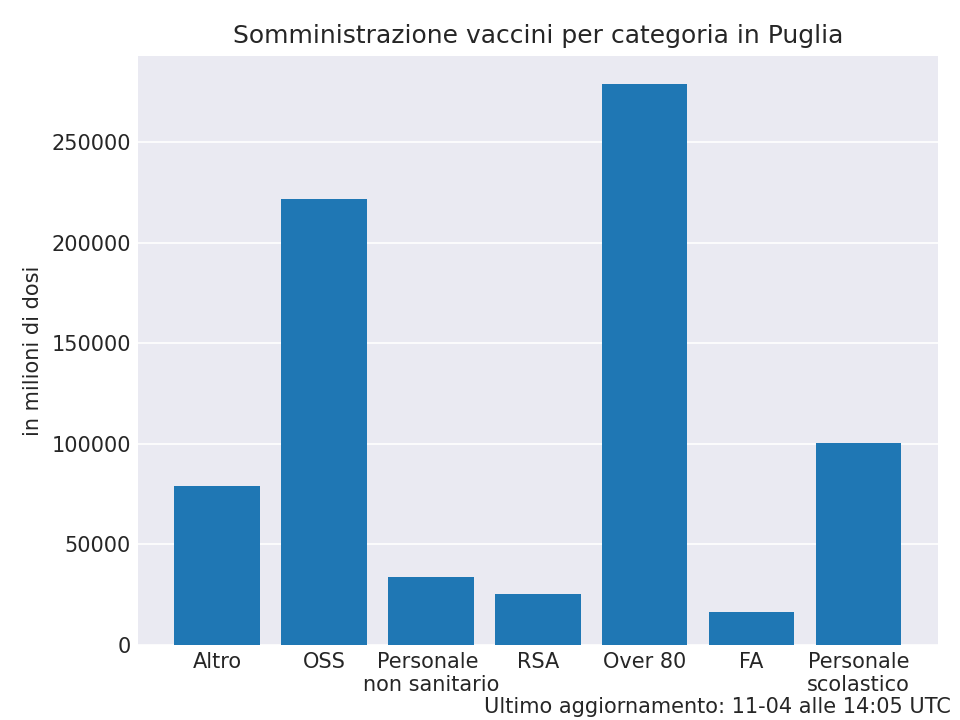 Somministrazione vaccini per categoria in Puglia
in milioni di dosi
250000
200000
150000
100000
50000
0
Altro
OSS
Personale
non sanitario
RSA
Over 80
FA
Personale
scolastico
Ultimo aggiornamento: 11-04 alle 14:05 UTC